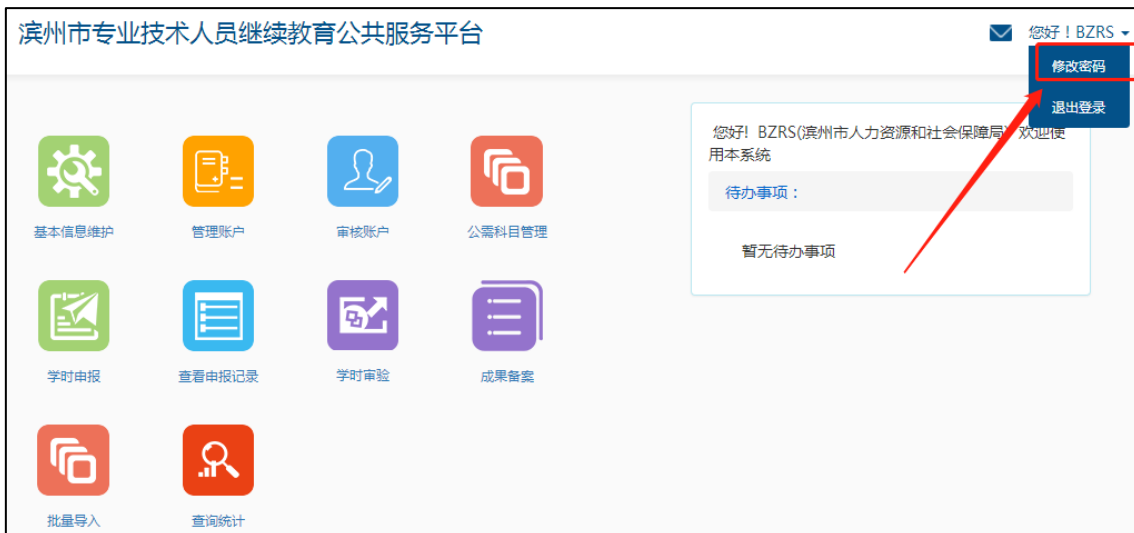 滨州市专业技术人员继续教育公共服务平台
您好！BZRS
修改密码
退出登录
您好！BZRS(滨州市人力资源和社会保障局) 欢迎使
用本系统
待办事项：
暂无待办事项
基本信息维护
管理账户
审核账户
公需科目管理
学时申报
查看申报记录
学时审验
成果备案
批量导入
查询统计